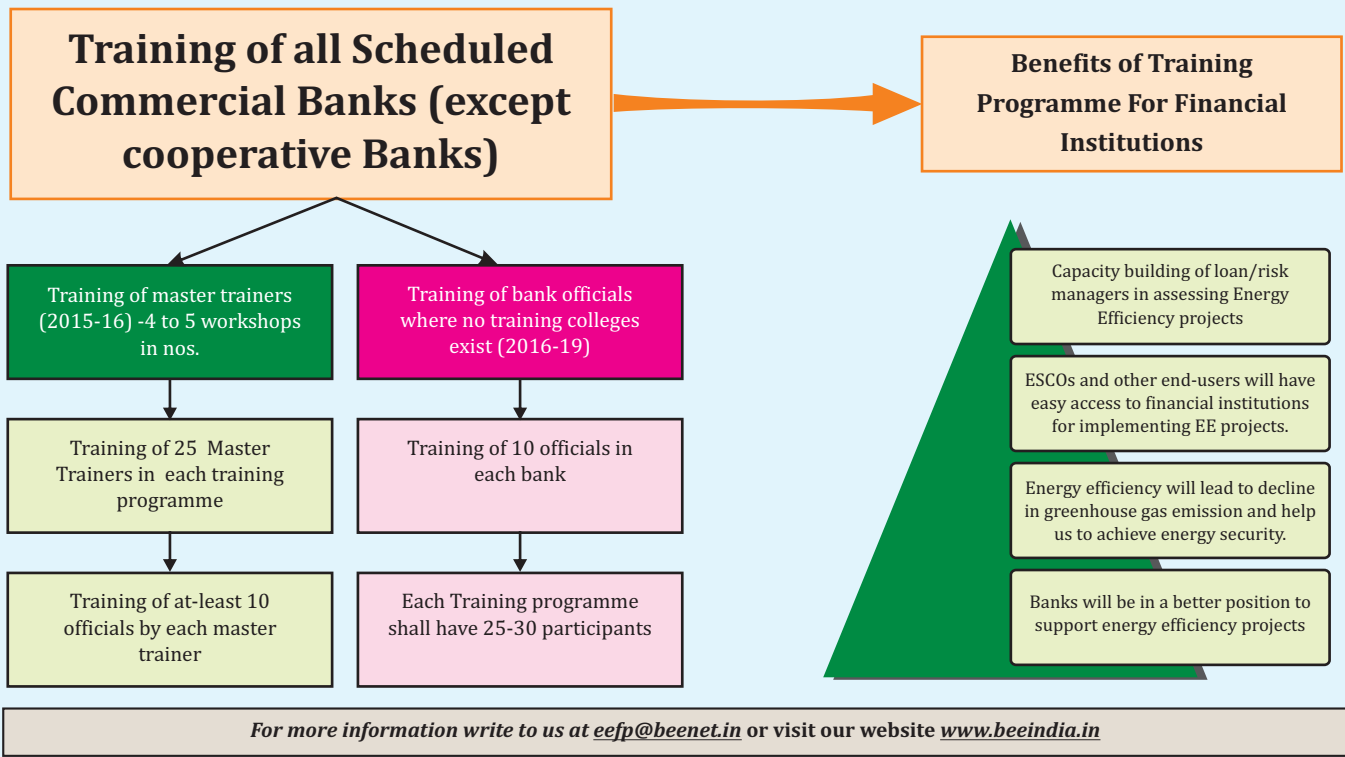 Training of all Scheduled
Commercial Banks (except
cooperative Banks)
Benefits of Training
Programme For Financial
Institutions
Training of master trainers
(2015-16) -4 to 5 workshops
in nos.
Training of 25 Master
Trainers in each training
programme
Training of at-least 10
officials by each master
trainer
Training of bank officials
where no training colleges
exist (2016-19)
Training of 10 officials in
each bank
Each Training programme
shall have 25-30 participants
Capacity building of loan/risk
managers in assessing Energy
Efficiency projects
ESCOs and other end-users will have
easy access to financial institutions
for implementing EE projects.
Energy efficiency will lead to decline
in greenhouse gas emission and help
us to achieve energy security.
Banks will be in a better position to
support energy efficiency projects
For more information write to us at eefp@beenet.in or visit our website www.beeindia.in